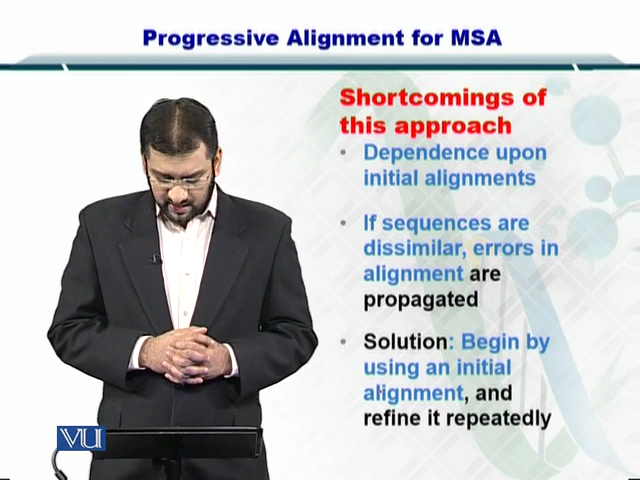 Progressive Alignment for MSA
Shortcomings of
this approach
• Dependence upon
initial alignments
• If sequences are
dissimilar, errors in
alignment are
propagated
• Solution: Begin by
using an initial
alignment, and
refine it repeatedly
VU